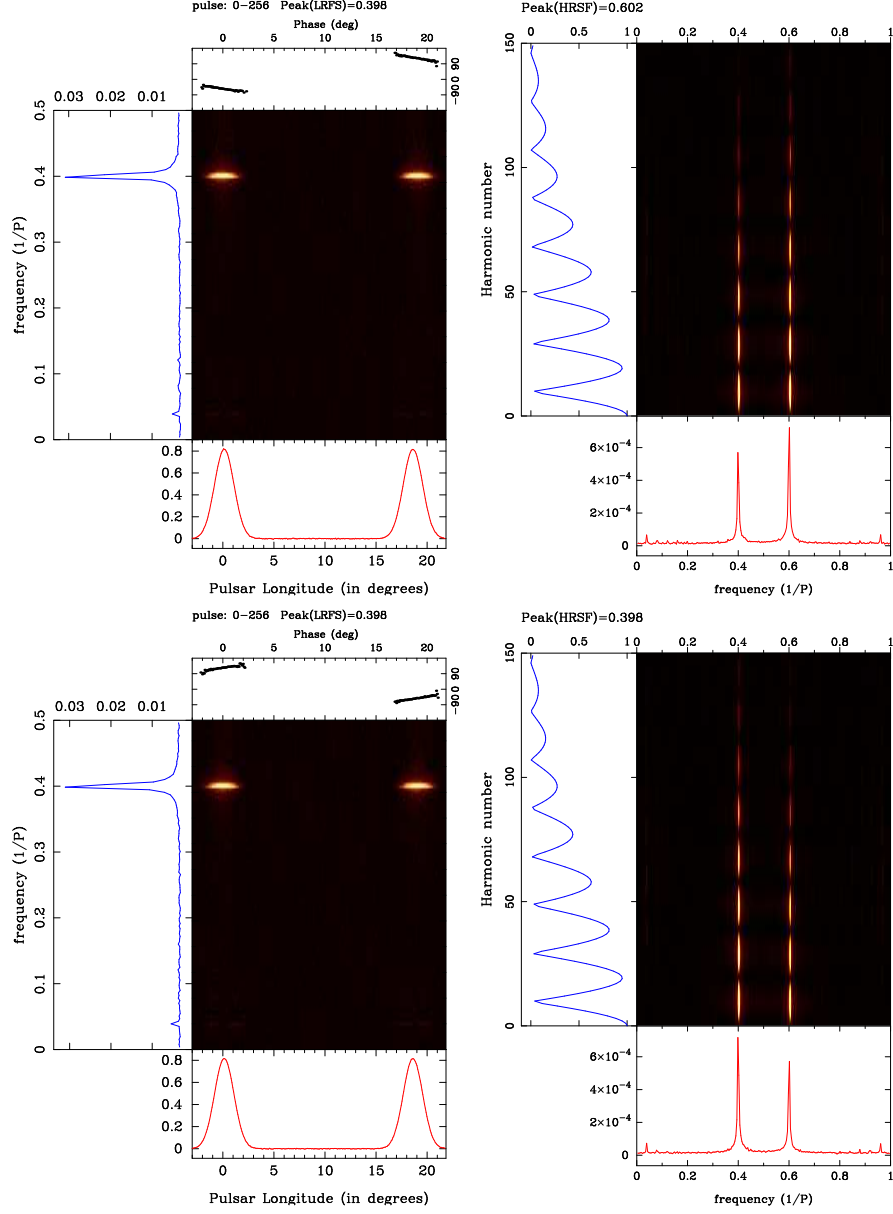 pulse: 0−256 Peak(LRFS)=0.398
Phase (deg)
0 10 20
−90 0 90
0.03 0.02 0.01
0.5
0.4
0.3
0.2
0.1
0
frequency (1/P)
0.8
0.6
0.4
0.2
0
0 5 10 15 20
Pulsar Longitude (in degrees)
Peak(HRSF)=0.602
0 0.5 1
0 0.2 0.4 0.6 0.8 1
150
100
50
0
Harmonic number
6×10−4
4×10−4
2×10−4
0
0 0.2 0.4 0.6 0.8 1
frequency (1/P)
pulse: 0−256 Peak(LRFS)=0.398
Phase (deg)
0 10 20
−90 0 90
0.03 0.02 0.01
0.5
0.4
0.3
0.2
0.1
0
frequency (1/P)
0.8
0.6
0.4
0.2
0
0 5 10 15 20
Pulsar Longitude (in degrees)
Peak(HRSF)=0.398
0 0.5 1
0 0.2 0.4 0.6 0.8 1
150
100
50
0
Harmonic number
6×10−4
4×10−4
2×10−4
0
0 0.2 0.4 0.6 0.8 1
frequency (1/P)